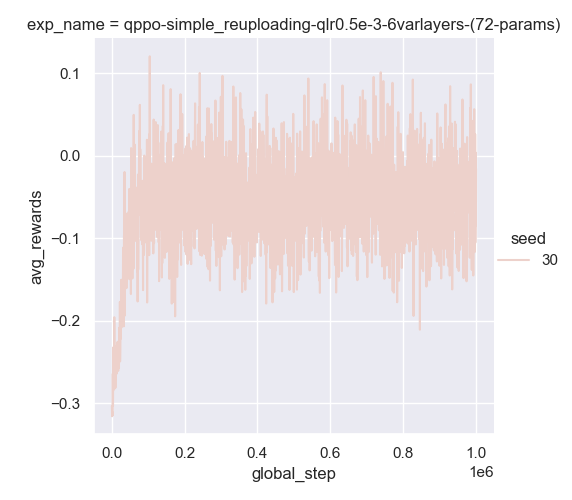 exp_name = qppo-simple_reuploading-qlr0.5e-3-6varlayers-(72-params)
0.1
0.0
−0.1
−0.2
−0.3
avg_rewards
seed
30
0.0 0.2 0.4 0.6 0.8 1.0
1e6
global_step